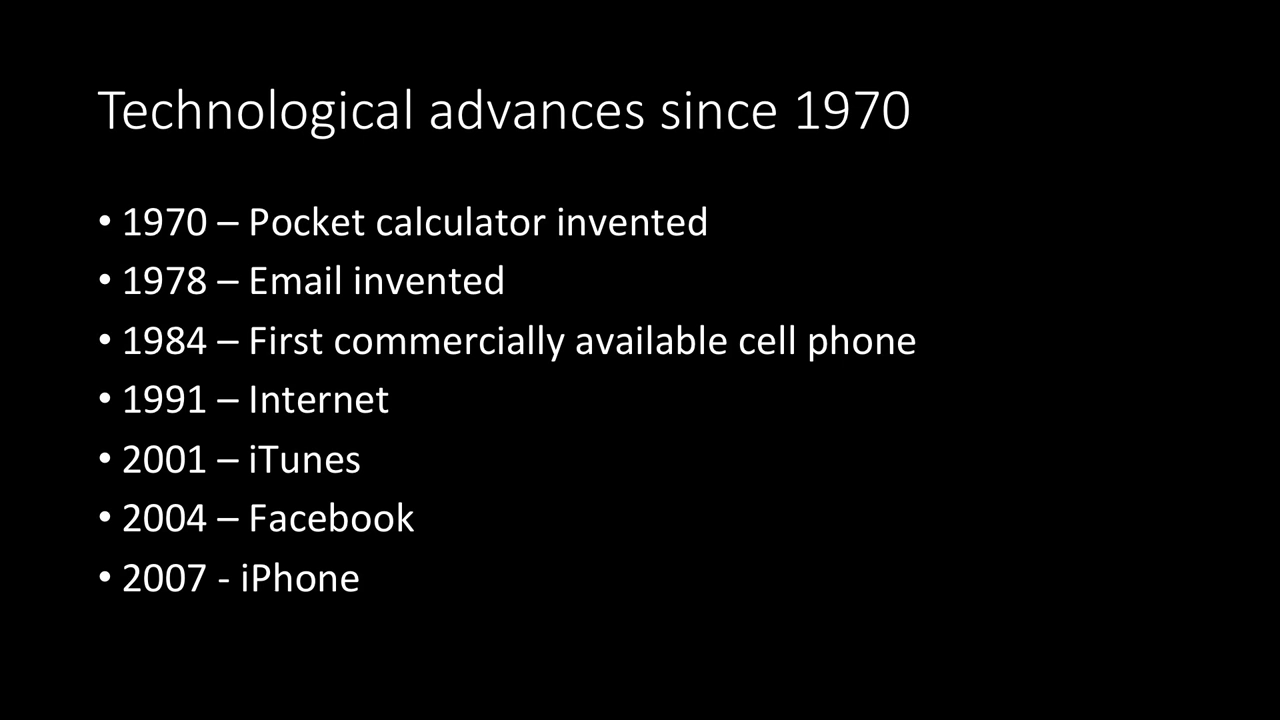 Technological advances since 1970
• 1970 – Pocket calculator invented
• 1978 – Email invented
• 1984 – First commercially available cell phone
• 1991 – Internet
• 2001 – iTunes
• 2004 – Facebook
• 2007 - iPhone